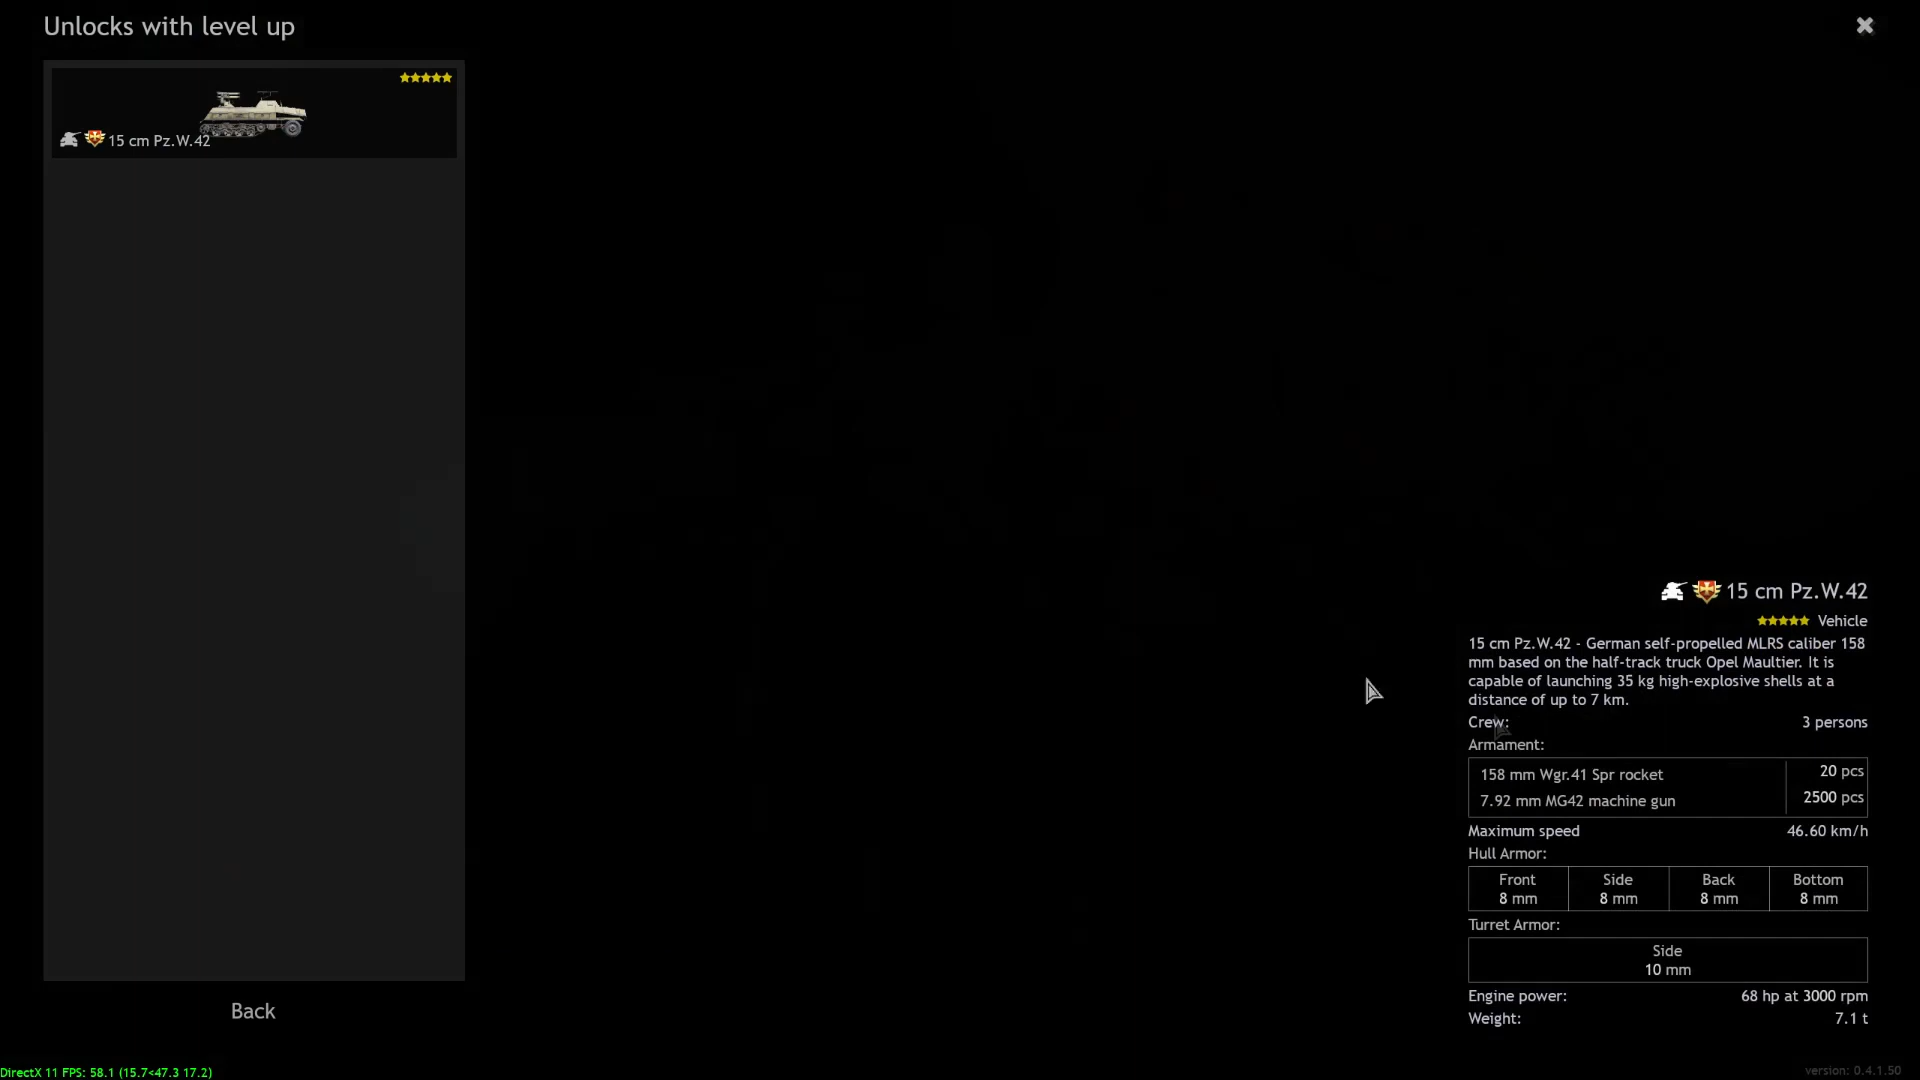 Unlocks with level up
15 cm Pz.W.42
15 cm Pz.W.42
Vehicle
15 cm Pz.W.42 - German self-propelled MLRS caliber 158
mm based on the half-track truck Opel Maultier. It is
capable of launching 35 kg high-explosive shells at a
distance of up to 7 km.
Crew: 3 persons
Armament:
158 mm Wgr.41 Spr rocket 20 pcs
7.92 mm MG42 machine gun 2500 pcs
Maximum speed 46.60 km/h
Hull Armor:
Front Side Back Bottom
8 mm 8 mm 8 mm 8 mm
Turret Armor:
Side
10 mm
Engine power: 68 hp at 3000 rpm
Weight: 7.1 t
Back
DirectX 11 FPS: 58.1 (15.7<47.3 17.2)
version: 0.4.1.50